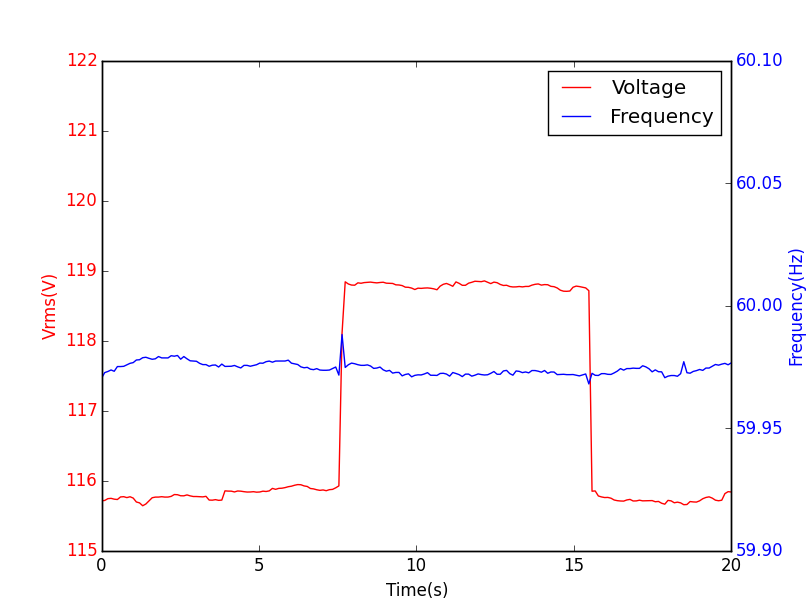 Voltage
Frequency
122
121
120
119
118
117
116
115
Vrms(V)
60.10
60.05
60.00
59.95
59.90
Frequency(Hz)
0 5 10 15 20
Time(s)